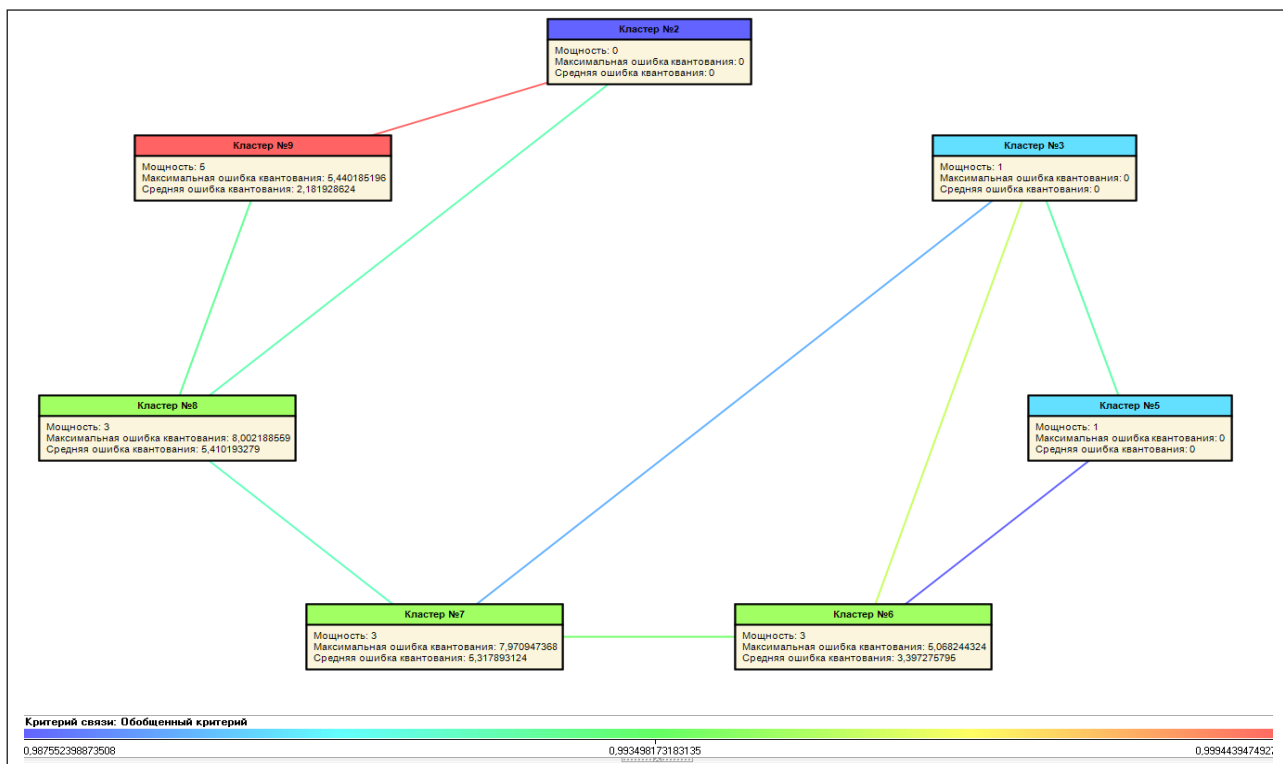 Кластер №2
Мощность: 0
Максимальная ошибка квантования: 0
Средняя ошибка квантования: 0
Кластер №9
Мощность: 5
Максимальная ошибка квантования: 5,440185196
Средняя ошибка квантования: 2,181928624
Кластер №3
Мощность: 1
Максимальная ошибка квантования: 0
Средняя ошибка квантования: 0
Кластер №8
Мощность: 3
Максимальная ошибка квантования: 8,002188559
Средняя ошибка квантования: 5,410193279
Кластер №5
Мощность: 1
Максимальная ошибка квантования: 0
Средняя ошибка квантования: 0
Кластер №7
Мощность: 3
Максимальная ошибка квантования: 7,970947368
Средняя ошибка квантования: 5,317893124
Кластер №6
Мощность: 3
Максимальная ошибка квантования: 5,068244324
Средняя ошибка квантования: 3,397275795
Критерий связи: Обобщенный критерий
0,987552398873508 0,993498173183135 0,999443947492